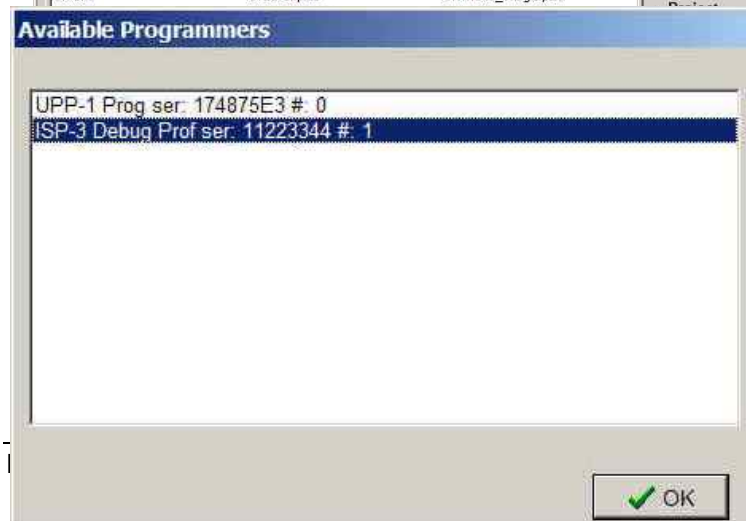 Available Programmers
UPP-1 Prog ser: 174875E3 #: 0
ISP-3 Debug Prof ser: 11223344 #: 1
OK